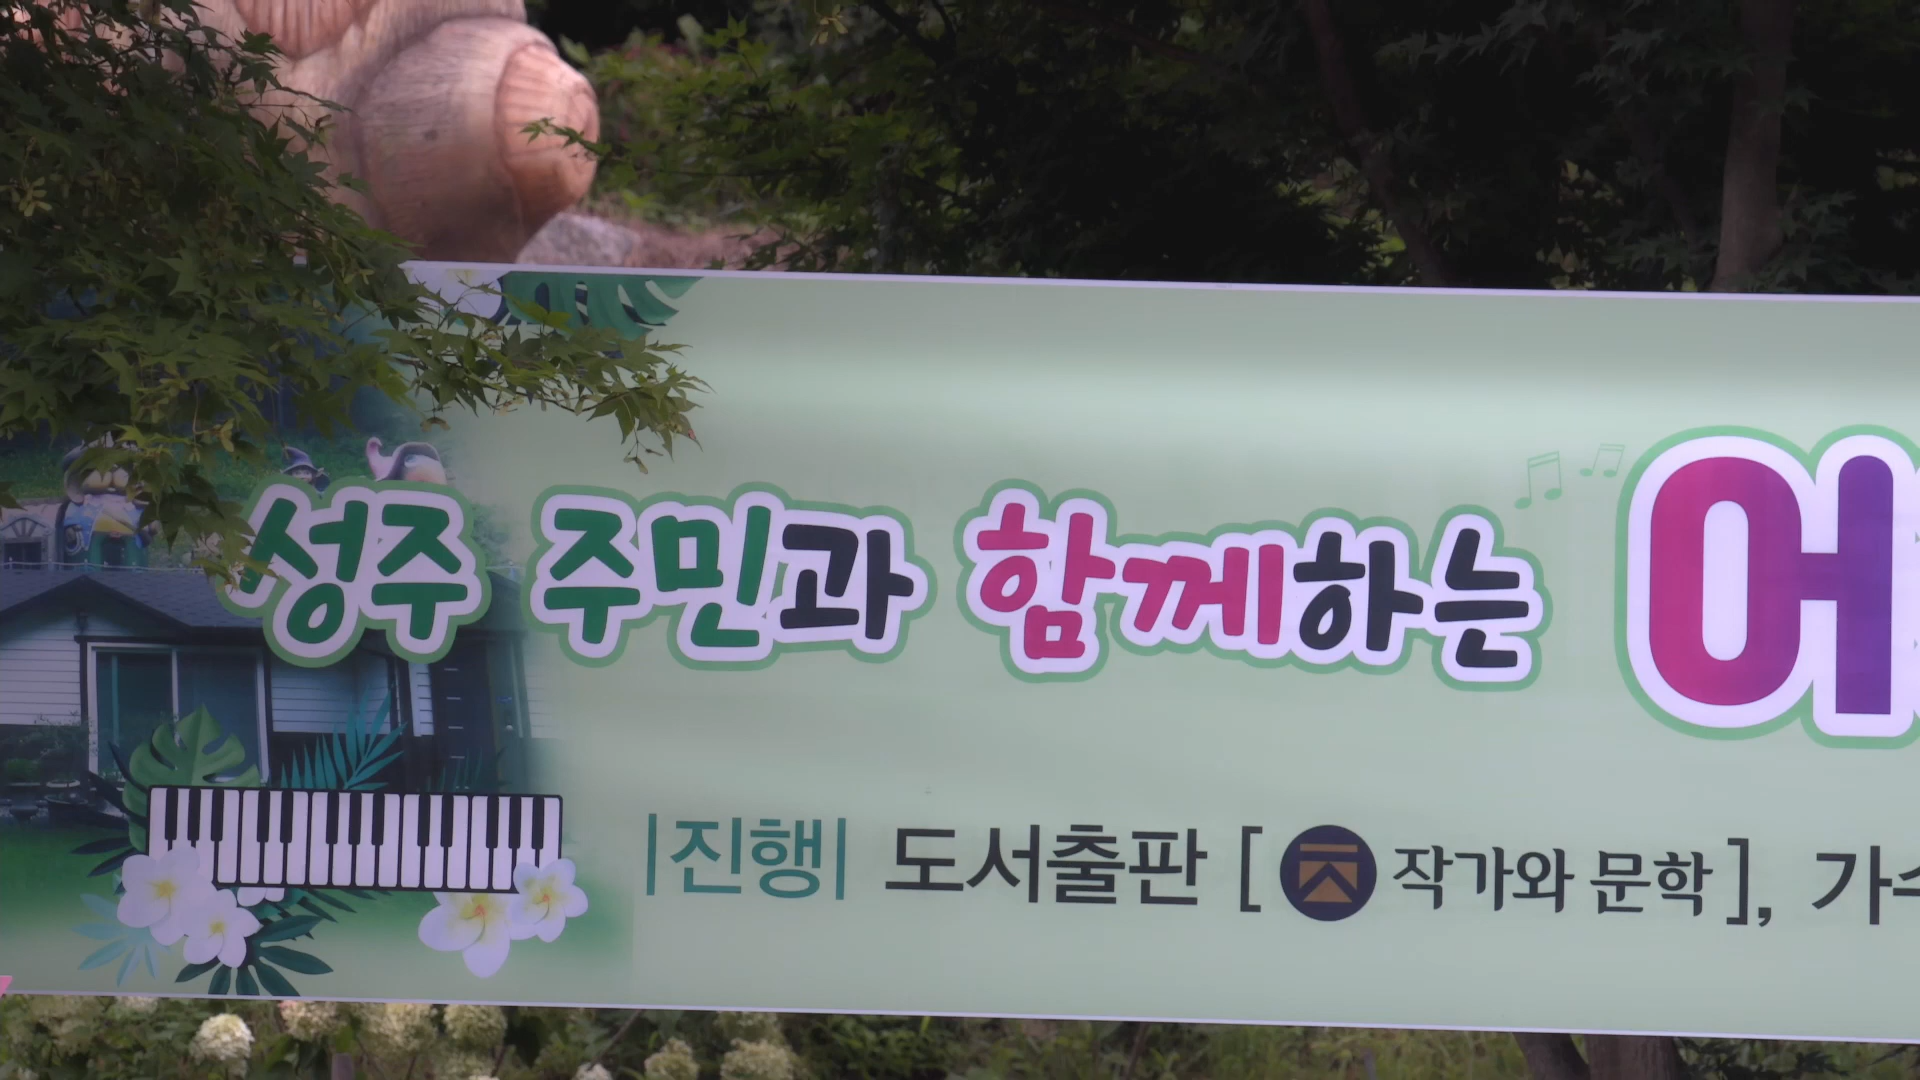 성주 주민과 함께하는 어
|진행| 도서출판 [작가와 문학], 가수